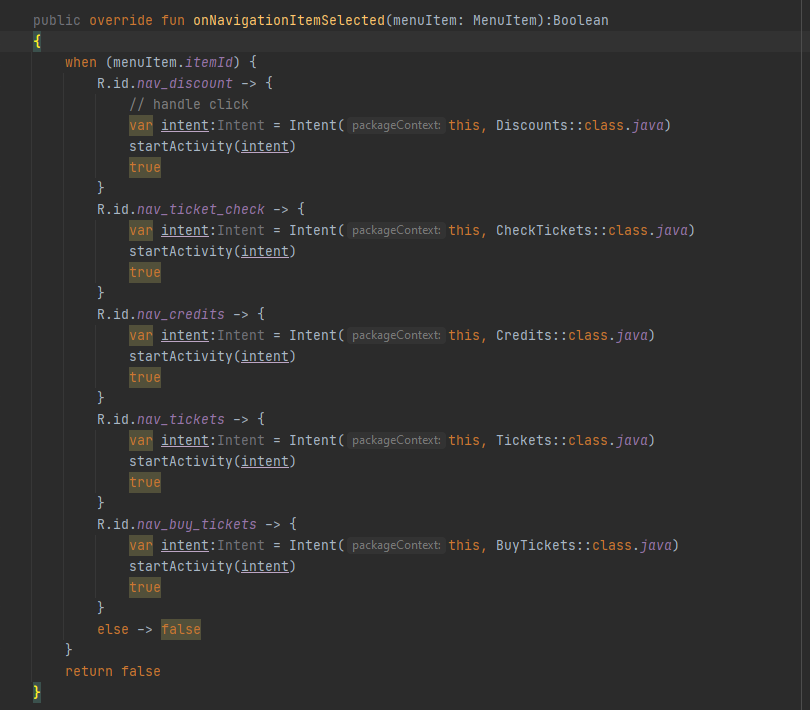 public override fun onNavigationItemSelected(menuItem: MenuItem):Boolean
{
    when (menuItem.itemId) {
        R.id.nav_discount -> {
            // handle click
            var intent:Intent = Intent( packageContext: this, Discounts::class.java)
            startActivity(intent)
            true
        }
        R.id.nav_ticket_check -> {
            var intent:Intent = Intent( packageContext: this, CheckTickets::class.java)
            startActivity(intent)
            true
        }
        R.id.nav_credits -> {
            var intent:Intent = Intent( packageContext: this, Credits::class.java)
            startActivity(intent)
            true
        }
        R.id.nav_tickets -> {
            var intent:Intent = Intent( packageContext: this, Tickets::class.java)
            startActivity(intent)
            true
        }
        R.id.nav_buy_tickets -> {
            var intent:Intent = Intent( packageContext: this, BuyTickets::class.java)
            startActivity(intent)
            true
        }
        else -> false
    }
    return false
}